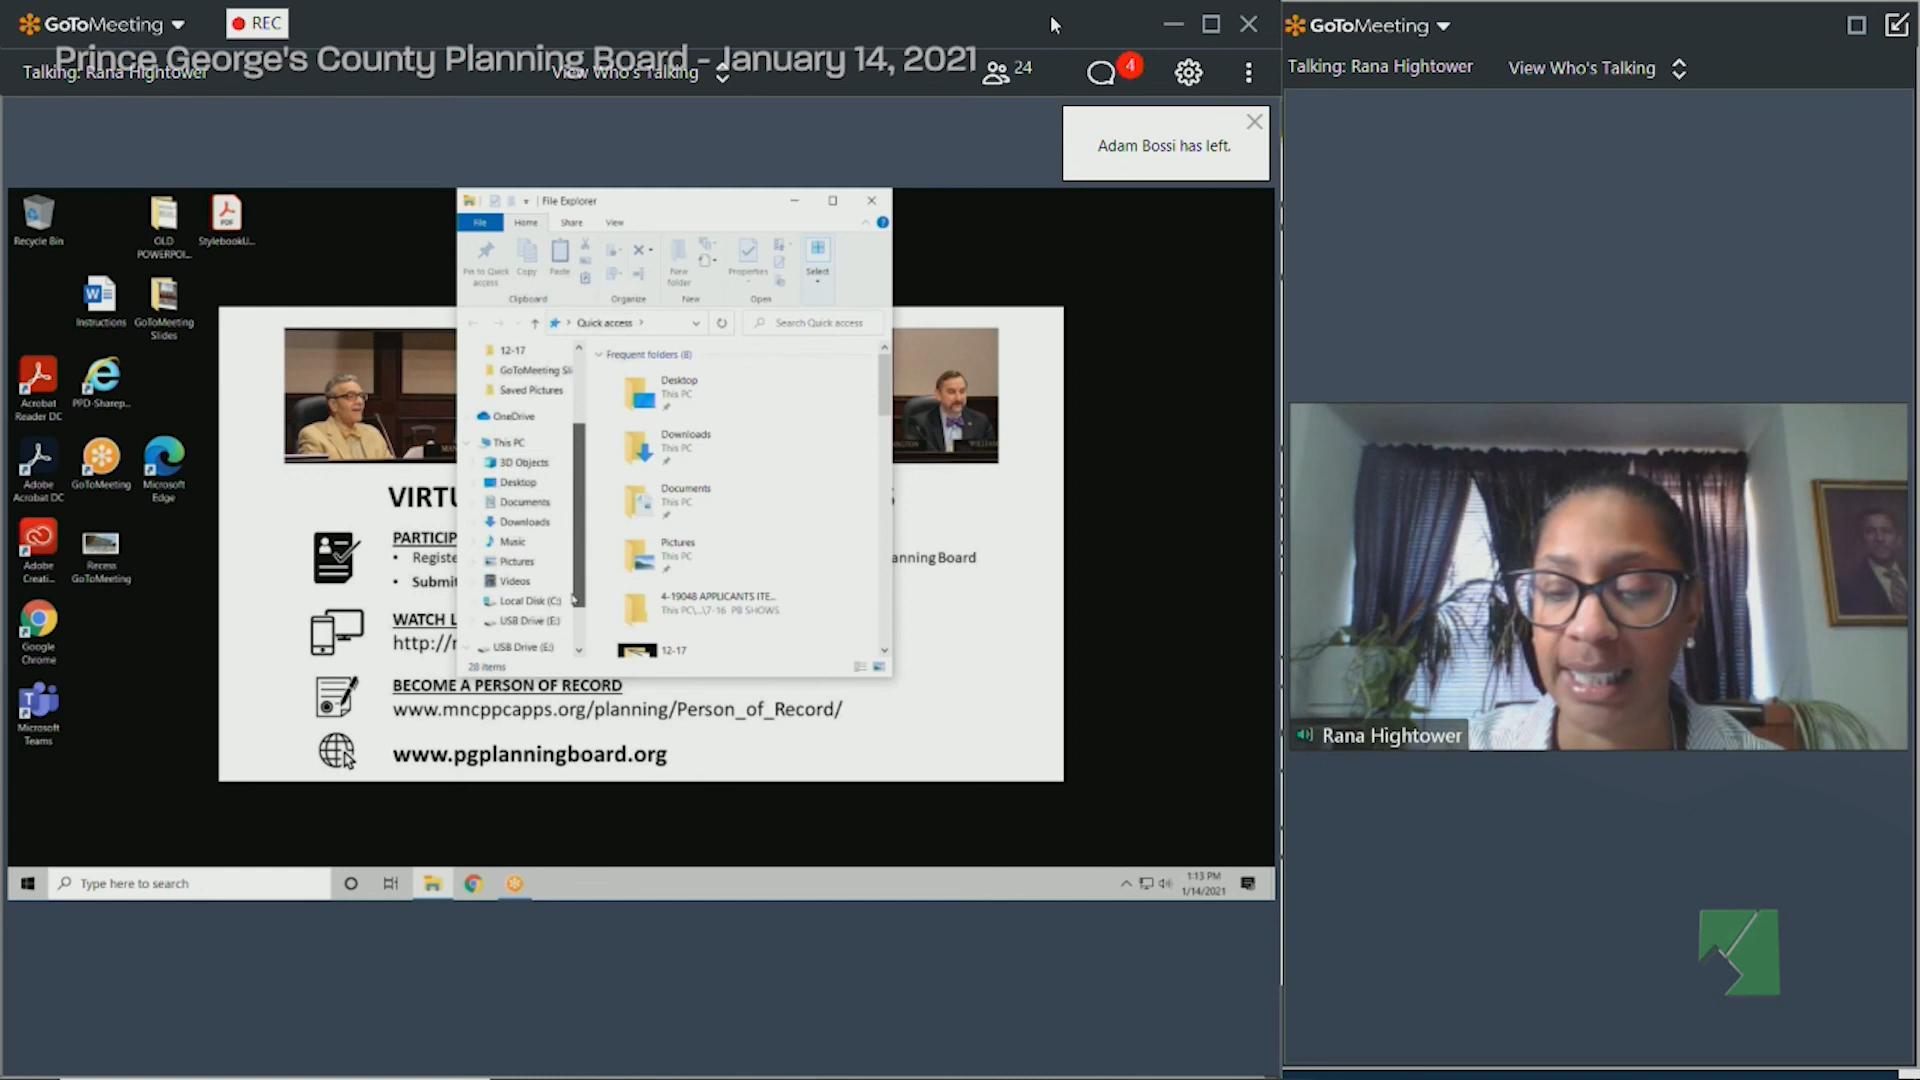 GoToMeeting
REC
Prince George's County Planning Board - January 14, 2021
Talking: Rana Hightower
View Who's Talking
24
4
Adam Bossi has left.
Recycle Bin
OLD
POWERPOI...
StylebookLi...
Instructions
GoToMeeting
Slides
Acrobat
Reader DC
PPD-Sharep...
Adobe
Acrobat DC
GoToMeeting
Microsoft
Edge
Adobe
Creati...
Recess
GoToMeeting
Google
Chrome
Microsoft
Teams
File Explorer
File
Home
Share
View
Pin to Quick
access
Copy
Paste
New
folder
Properties
Select
Clipboard
Organize
New
Open
Quick access
Search Quick access
12-17
GoToMeeting Sl
Saved Pictures
OneDrive
This PC
3D Objects
Desktop
Documents
Downloads
Music
Pictures
Videos
Local Disk (C:)
USB Drive (E:)
USB Drive (E:)
28 items
Frequent folders (8)
Desktop
This PC
Downloads
This PC
Documents
This PC
Pictures
This PC
4-19048 APPLICANTS ITE...
This PC\...\7-16 PB SHOWS
12-17
VIRTU
PARTICIP
• Registe
anning Board
• Submit
WATCH L
http://
BECOME A PERSON OF RECORD
www.mncppcapps.org/planning/Person_of_Record/
www.pgplanningboard.org
Type here to search
1:13 PM
1/14/2021
GoToMeeting
Talking: Rana Hightower
View Who's Talking
Rana Hightower